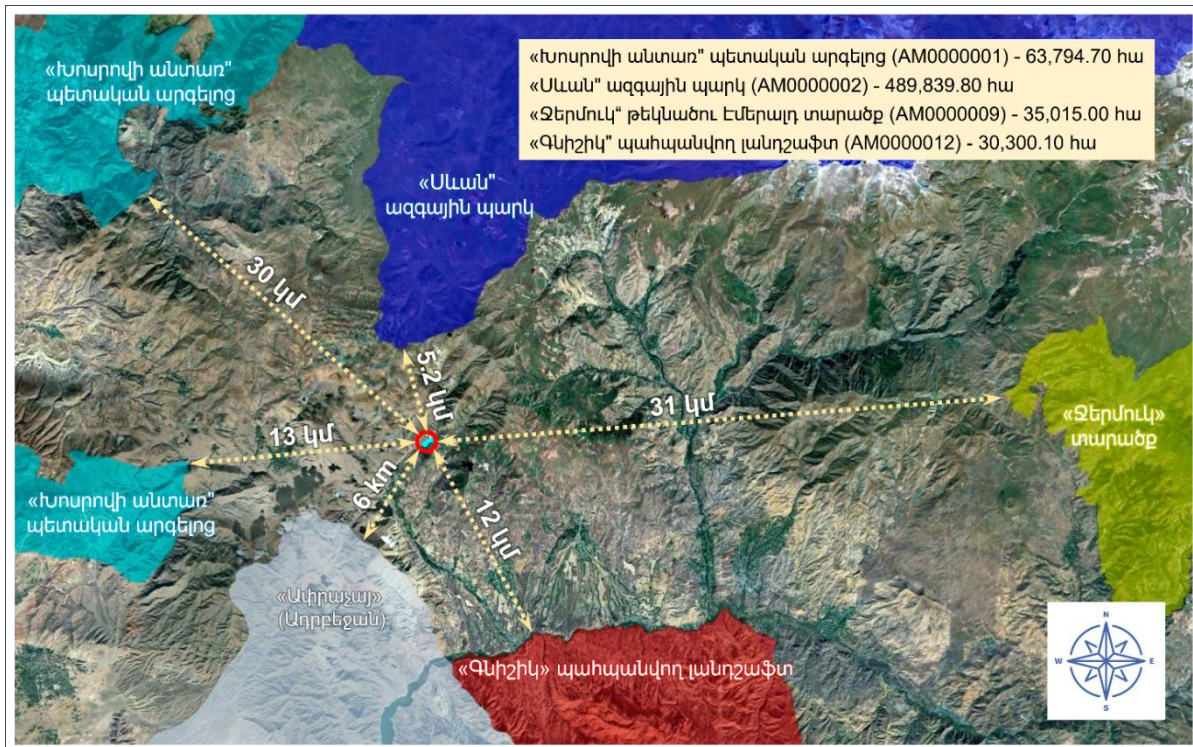 «Խոսրովի անտառ"
պետական արգելոց
«Խոսրովի անտառ" պետական արգելոց (AM0000001) - 63,794.70 հա
«Սևան" ազգային պարկ (AM0000002) - 489,839.80 հա
«Ջերմուկ“ թեկնածու Էմերալդ տարածք (AM0000009) - 35,015.00 հա
«Գնիշիկ" պահպանվող լանդշաֆտ (AM0000012) - 30,300.10 հա
«Սևան"
ազգային պարկ
30 կմ
5.2 կմ
31 կմ
«Ջերմուկ»
տարածք
13 կմ
6 km
12 կմ
«Խոսրովի անտառ"
պետական արգելոց
«Ափրաչայ»
(Ադրբեջան)
«Գնիշիկ» պահպանվող լանդշաֆտ
N
W
E
S